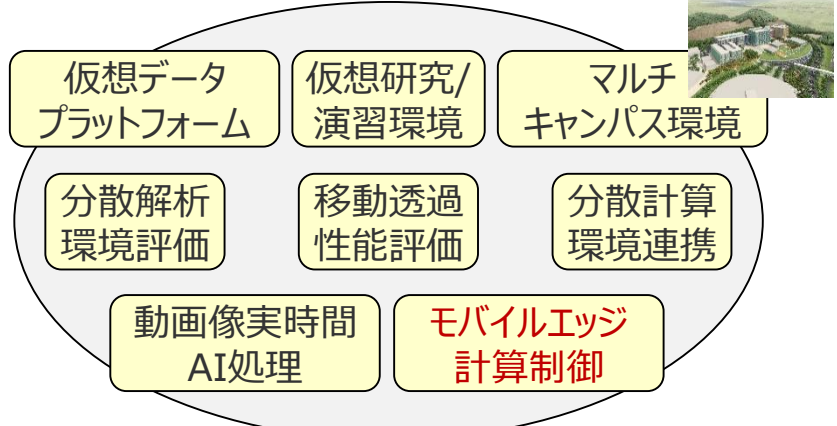 仮想データ
プラットフォーム
仮想研究/
演習環境
マルチ
キャンパス環境
分散解析
環境評価
移動透過
性能評価
分散計算
環境連携
動画像実時間
AI処理
モバイルエッジ
計算制御